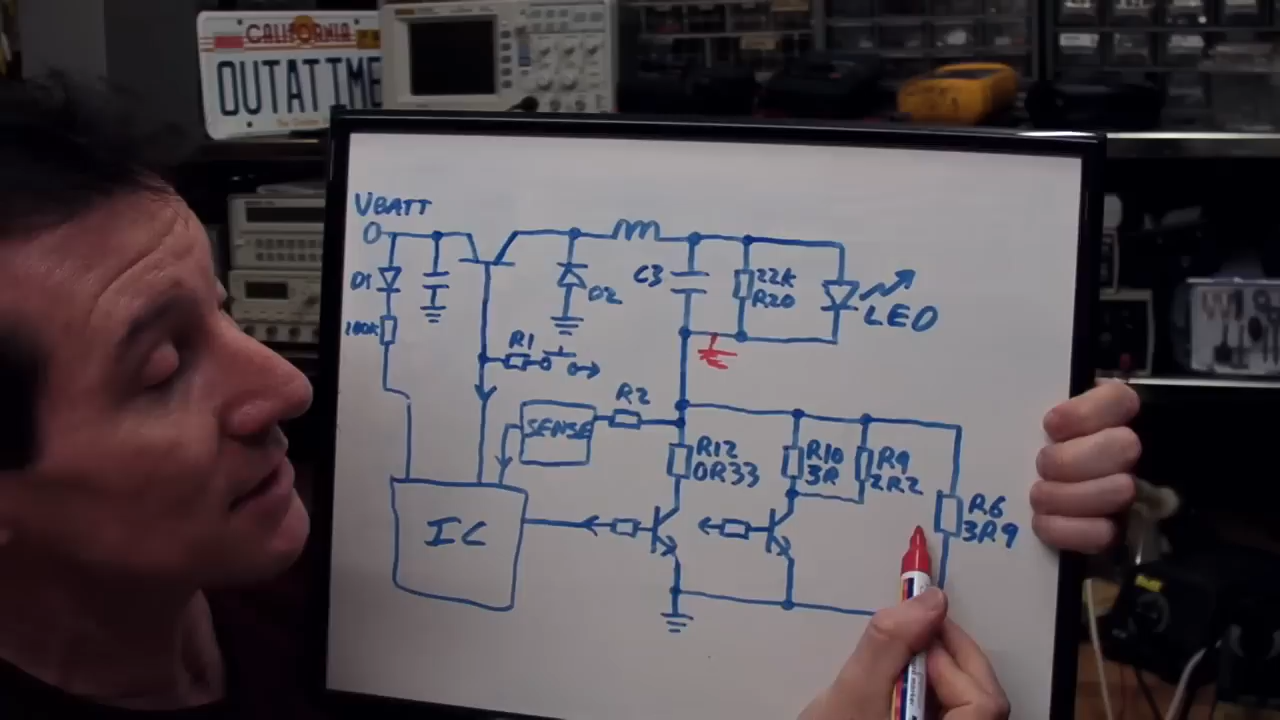 CALIFORNIA
OUTATIME
VBATT
D1
100K
C3
22K
R20
LED
D2
R1
R2
SENSE
R12
0R33
R10
3R
R9
2R2
R6
3R9
IC